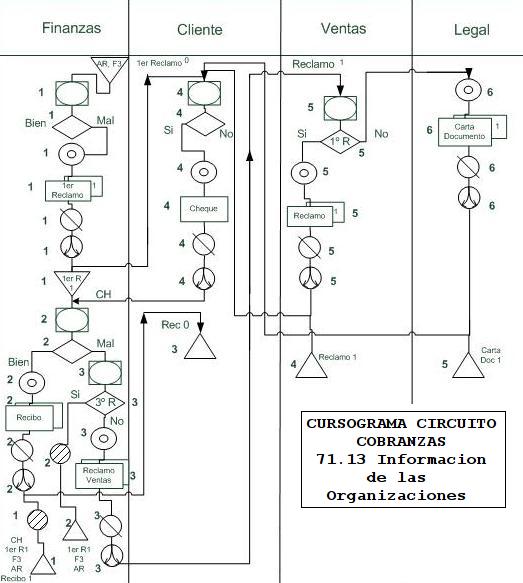 Finanzas
Cliente
Ventas
Legal
AR, F3
1er Reclamo 0
Reclamo 1
1
4
5
6
Bien
Mal
Si
No
Si
1º R
No
5
6
Carta
Documento
1
1
4
5
1
1er
Reclamo
1
4
Cheque
Reclamo
1
5
6
1
4
5
6
1
1er R
1
CH
2
Rec 0
3
Bien
Mal
2
3
Si
3º R
3
No
2
Recibo
3
2
Reclamo
Ventas
3
2
2
1
2
3
3
CH
1er R1
F3
AR
Recibo 1
1
1er R1
F3
AR
4
Reclamo 1
5
Carta
Doc 1
CURSOGRAMA CIRCUITO
COBRANZAS
71.13 Informacion
de las
Organizaciones